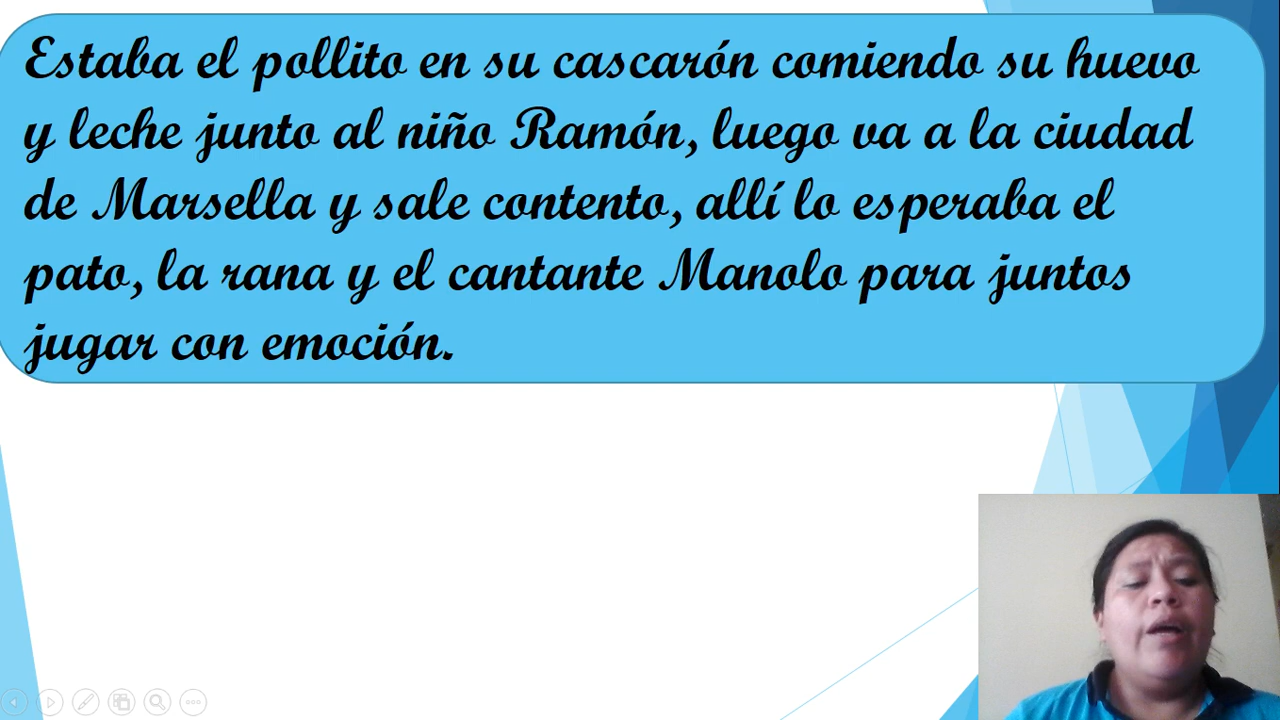 Estaba el pollito en su cascarón comiendo su huevo
y leche junto al niño Ramón, luego va a la ciudad
de Marsella y sale contento, allí lo esperaba el
pato, la rana y el cantante Manolo para juntos
jugar con emoción.